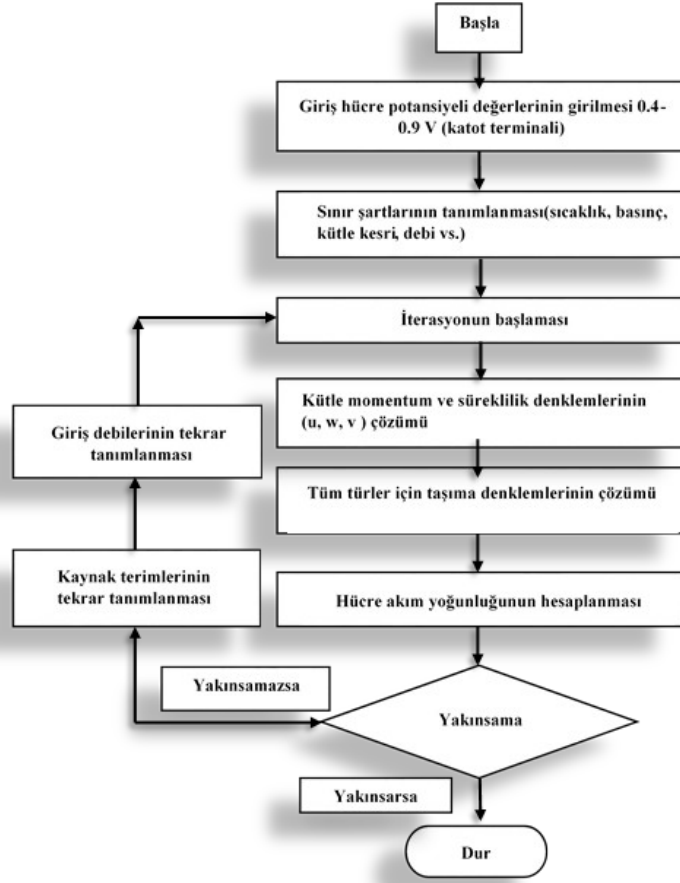 Başla
Giriş hücre potansiyeli değerlerinin girilmesi 0.4-
0.9 V (katot terminali)
Sınır şartlarının tanımlanması(sıcaklık, basınç,
kütle kesri, debi vs.)
İterasyonun başlaması
Kütle momentum ve süreklilik denklemlerinin
(u, w, v ) çözümü
Giriş debilerinin tekrar
tanımlanması
Tüm türler için taşıma denklemlerinin çözümü
Kaynak terimlerinin
tekrar tanımlanması
Hücre akım yoğunluğunun hesaplanması
Yakınsamazsa
Yakınsama
Yakınsarsa
Dur